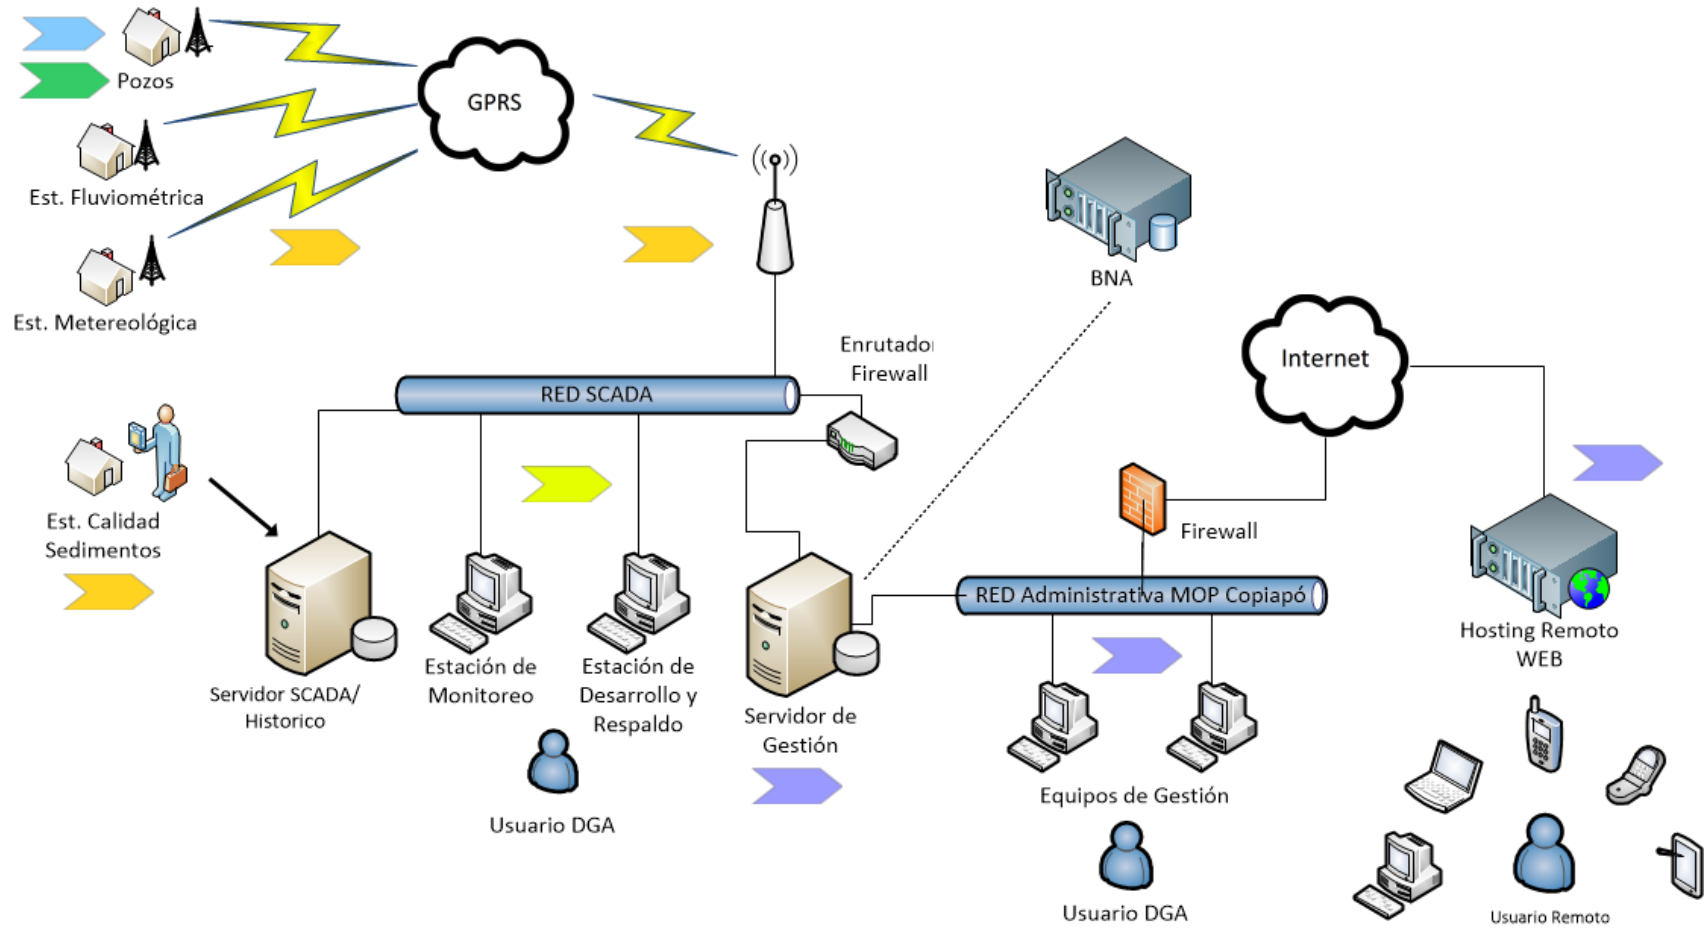 Pozos
GPRS
Est. Fluviométrica
Est. Metereológica
BNA
Internet
Enrutado
Firewall
RED SCADA
Est. Calidad
Sedimentos
Firewall
RED Administrativa MOP Copiapó
Servidor SCADA/
Historico
Estación de
Monitoreo
Estación de
Desarrollo y
Respaldo
Servidor de
Gestión
Hosting Remoto
WEB
Equipos de Gestión
Usuario DGA
Usuario DGA
Usuario Remoto